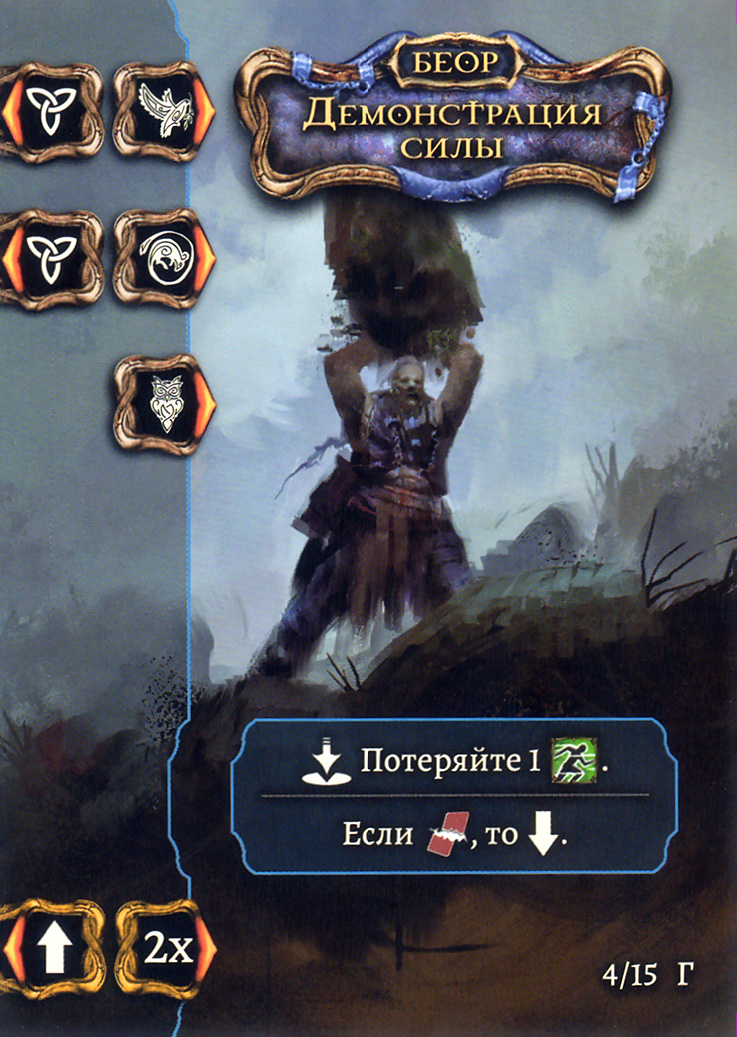 БЕОР
Демонстрация
силы
Потеряйте 1 .
Если , то .
2x
4/15 Г